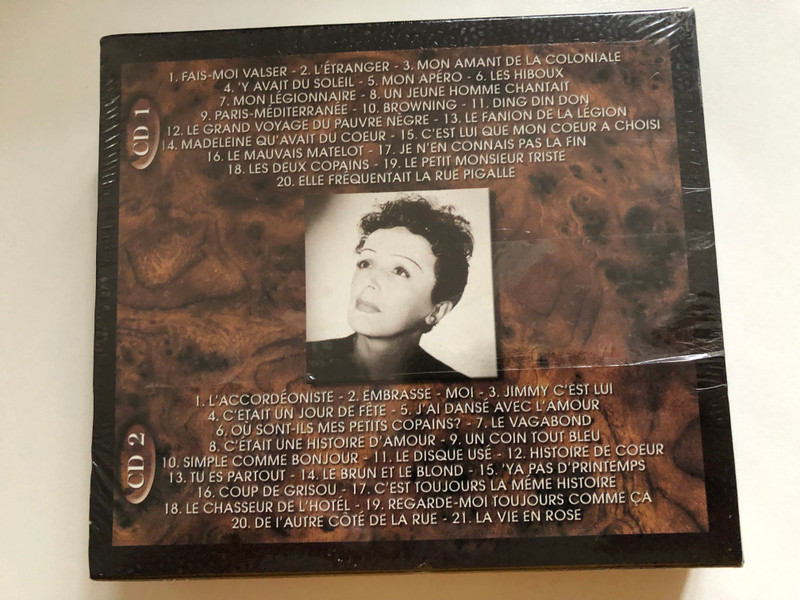 CD 1
1. FAIS-MOI VALSER - 2. L'ÉTRANGER - 3. MON AMANT DE LA COLONIALE
4. 'Y AVAIT DU SOLEIL - 5. MON APÉRO - 6. LES HIBOUX
7. MON LÉGIONNAIRE - 8. UN JEUNE HOMME CHANTAIT
9. PARIS-MÉDITERRANÉE - 10. BROWNING - 11. DING DIN DON
12. LE GRAND VOYAGE DU PAUVRE NÈGRE - 13. LE FANION DE LA LÉGION
14. MADELEINE QU'AVAIT DU COEUR - 15. C'EST LUI QUE MON COEUR A CHOISI
16. LE MAUVAIS MATELOT - 17. JE N'EN CONNAIS PAS LA FIN
18. LES DEUX COPAINS - 19. LE PETIT MONSIEUR TRISTE
20. ELLE FRÉQUENTAIT LA RUE PIGALLE
CD 2
1. L'ACCORDÉONISTE - 2. EMBRASSE - MOI - 3. JIMMY C'EST LUI
4. C'ÉTAIT UN JOUR DE FÊTE - 5. J'AI DANSÉ AVEC L'AMOUR
6. OÙ SONT-ILS MES PETITS COPAINS? - 7. LE VAGABOND
8. C'ÉTAIT UNE HISTOIRE D'AMOUR - 9. UN COIN TOUT BLEU
10. SIMPLE COMME BONJOUR - 11. LE DISQUE USÉ - 12. HISTOIRE DE COEUR
13. TU ES PARTOUT - 14. LE BRUN ET LE BLOND - 15. 'YA PAS D'PRINTEMPS
16. COUP DE GRISOU - 17. C'EST TOUJOURS LA MÊME HISTOIRE
18. LE CHASSEUR DE L'HOTEL - 19. REGARDE-MOI TOUJOURS COMME ÇA
20. DE l'AUTRE CÔTÉ DE LA RUE - 21. LA VIE EN ROSE